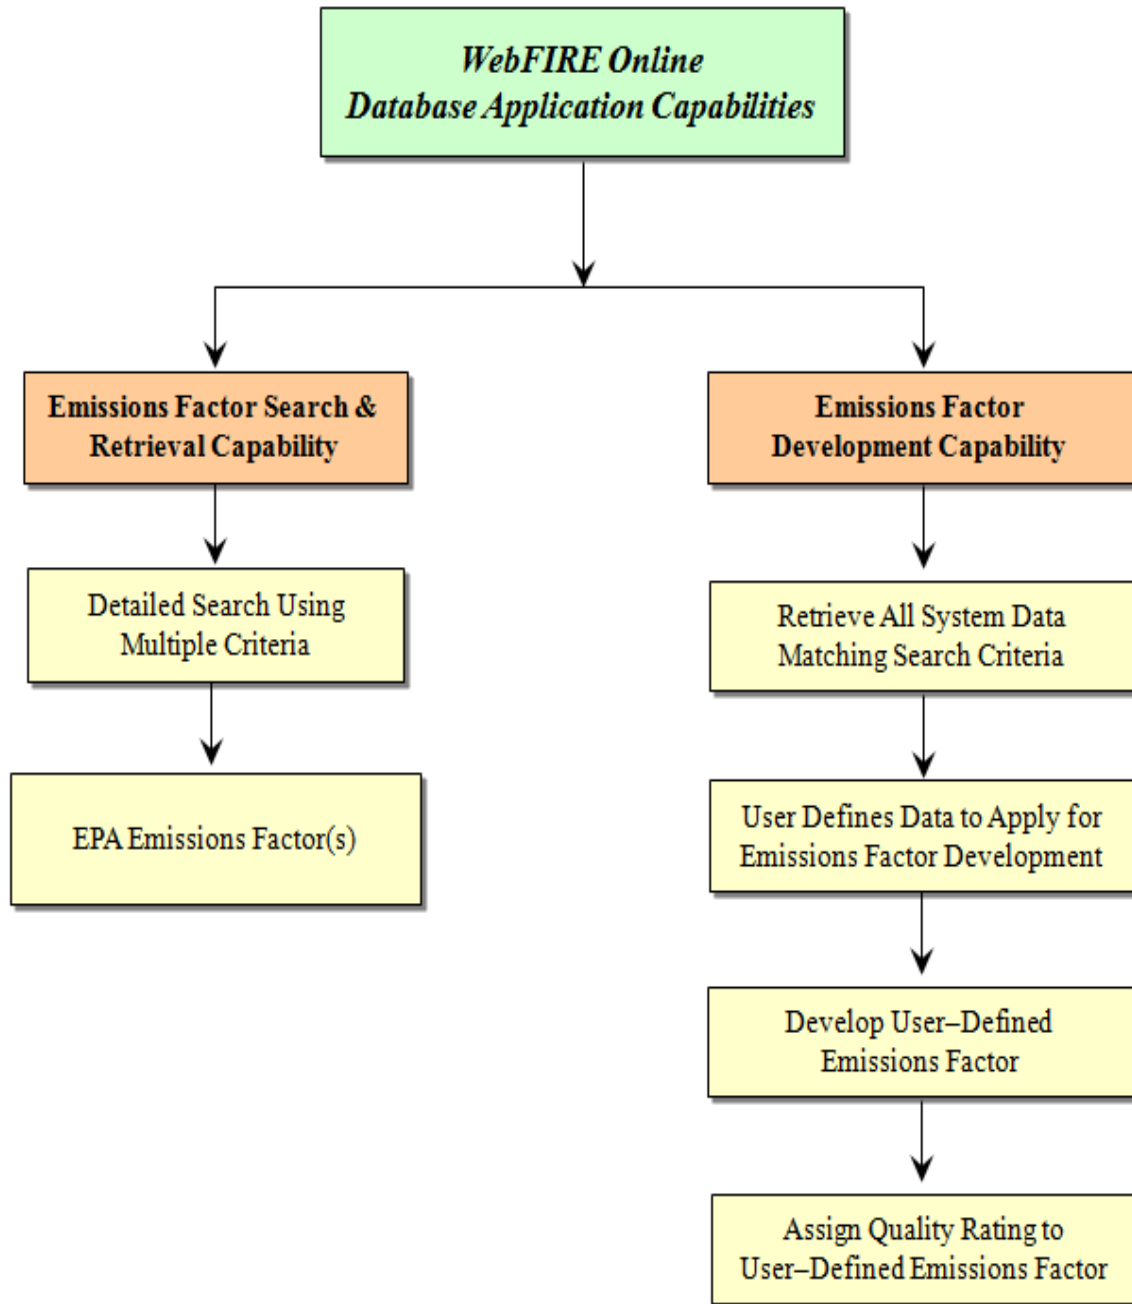 WebFIRE Online
Database Application Capabilities
Emissions Factor Search &
Retrieval Capability
Detailed Search Using
Multiple Criteria
EPA Emissions Factor(s)
Emissions Factor
Development Capability
Retrieve All System Data
Matching Search Criteria
User Defines Data to Apply for
Emissions Factor Development
Develop User–Defined
Emissions Factor
Assign Quality Rating to
User–Defined Emissions Factor